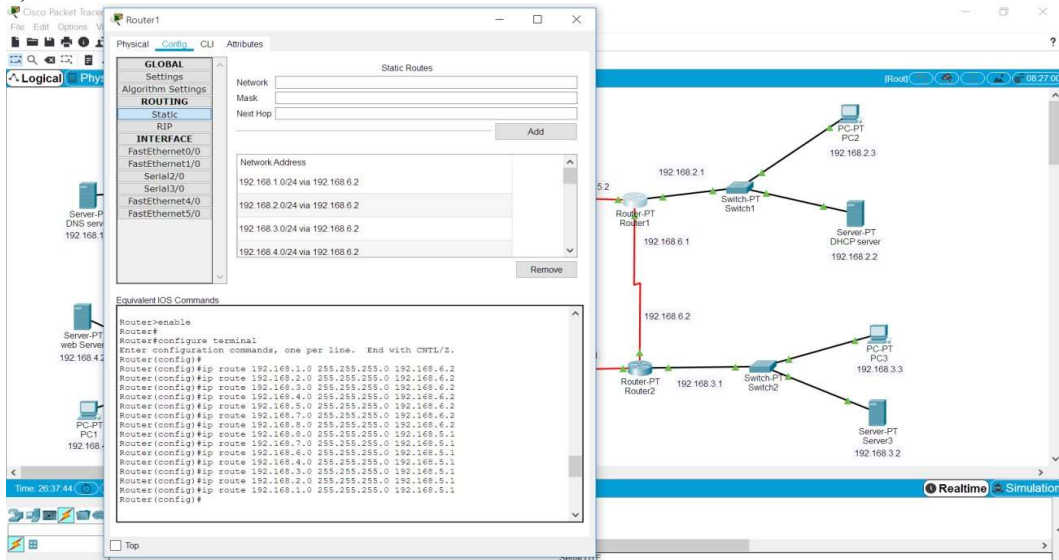 Cisco Packet Tracer
File Edit Options
Logical
[Root]
08:27:00
Router1
Physical Config CLI Attributes
GLOBAL
Settings
Algorithm Settings
ROUTING
Static
RIP
INTERFACE
FastEthernet0/0
FastEthernet1/0
Serial2/0
Serial3/0
FastEthernet4/0
FastEthernet5/0
Static Routes
Network
Mask
Next Hop
Add
Network Address
192.168.1.0/24 via 192.168.6.2
192.168.2.0/24 via 192.168.6.2
192.168.3.0/24 via 192.168.6.2
192.168.4.0/24 via 192.168.6.2
Remove
Equivalent IOS Commands
Router>enable
Router#
Router#configure terminal
Enter configuration commands, one per line. End with CNTL/Z.
Router(config)#
Router(config)#ip route 192.168.1.0 255.255.255.0 192.168.6.2
Router(config)#ip route 192.168.2.0 255.255.255.0 192.168.6.2
Router(config)#ip route 192.168.3.0 255.255.255.0 192.168.6.2
Router(config)#ip route 192.168.4.0 255.255.255.0 192.168.6.2
Router(config)#ip route 192.168.5.0 255.255.255.0 192.168.6.2
Router(config)#ip route 192.168.7.0 255.255.255.0 192.168.6.2
Router(config)#ip route 192.168.8.0 255.255.255.0 192.168.6.2
Router(config)#ip route 192.168.8.0 255.255.255.0 192.168.5.1
Router(config)#ip route 192.168.7.0 255.255.255.0 192.168.5.1
Router(config)#ip route 192.168.6.0 255.255.255.0 192.168.5.1
Router(config)#ip route 192.168.4.0 255.255.255.0 192.168.5.1
Router(config)#ip route 192.168.3.0 255.255.255.0 192.168.5.1
Router(config)#ip route 192.168.2.0 255.255.255.0 192.168.5.1
Router(config)#ip route 192.168.1.0 255.255.255.0 192.168.5.1
Router(config)#
Top
Server-P
DNS serv
192.168.1
Server-PT
web Server
192.168.4.2
PC-PT
PC1
192.168.
PC-PT
PC2
192.168.2.3
192.168.2.1
5.2
Router-PT
Router1
Switch-PT
Switch1
Server-PT
DHCP server
192.168.2.2
192.168.6.1
192.168.6.2
PC-PT
PC3
192.168.3.3
Router-PT
Router2
192.168.3.1
Switch-PT
Switch2
Server-PT
Server3
192.168.3.2
Time: 26:37:44
Realtime
Simulation